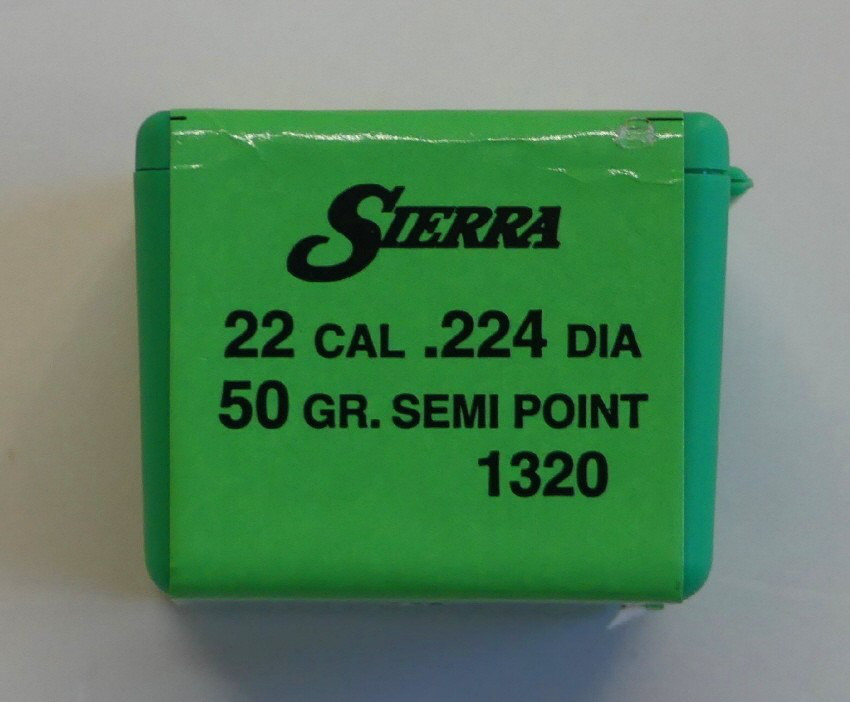 SIERRA
22 CAL .224 DIA
50 GR. SEMI POINT
1320